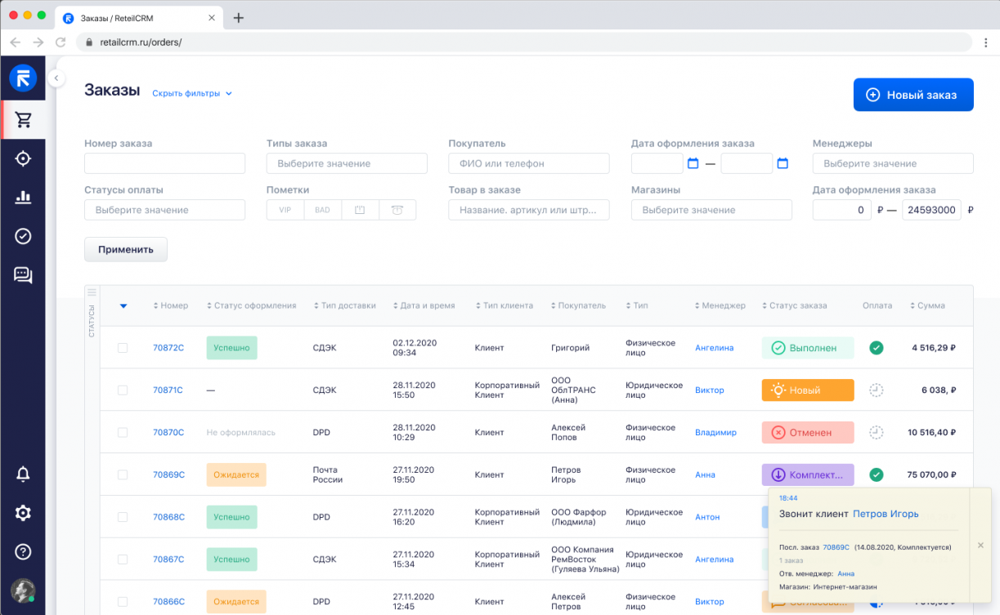 Заказы / ReteilCRM
retailcrm.ru/orders/
Заказы
Скрыть фильтры
Новый заказ
Номер заказа
Типы заказа
Покупатель
Дата оформления заказа
Менеджеры
Выберите значение
ФИО или телефон
—
Выберите значение
Статусы оплаты
Пометки
Товар в заказе
Магазины
Дата оформления заказа
Выберите значение
VIP
BAD
Название. артикул или штр...
Выберите значение
0 ₽ — 24593000 ₽
Применить
СТАТУСЫ
Номер
Статус оформления
Тип доставки
Дата и время
Тип клиента
Покупатель
Тип
Менеджер
Статус заказа
Оплата
Сумма
70872C
Успешно
СДЭК
02.12.2020
09:34
Клиент
Григорий
Физическое
лицо
Ангелина
Выполнен
4 516,29 ₽
70871C
—
СДЭК
28.11.2020
15:50
Корпоративный
Клиент
ООО
ОблТРАНС
(Анна)
Юридическое
лицо
Виктор
Новый
6 038, ₽
70870C
Не оформлялась
DPD
28.11.2020
10:29
Клиент
Алексей
Попов
Физическое
лицо
Владимир
Отменен
10 516,40 ₽
70869C
Ожидается
Почта
России
27.11.2020
19:50
Клиент
Петров
Игорь
Физическое
лицо
Анна
Комплект...
75 070,00 ₽
70868C
Успешно
DPD
27.11.2020
16:20
Корпоративный
Клиент
ООО Фарфор
(Людмила)
Юридическое
лицо
Антон
70867C
Успешно
СДЭК
27.11.2020
15:34
Корпоративный
Клиент
ООО Компания
РемВосток
(Гуляева Ульяна)
Юридическое
лицо
Ангелина
70866C
Ожидается
DPD
27.11.2020
12:45
Клиент
Алексей
Петров
Физическое
лицо
Виктор
18:44
Звонит клиент Петров Игорь
Посл. заказ 70869C (14.08.2020, Комплектуется)
1 заказ
Отв. менеджер: Анна
Магазин: Интернет-магазин